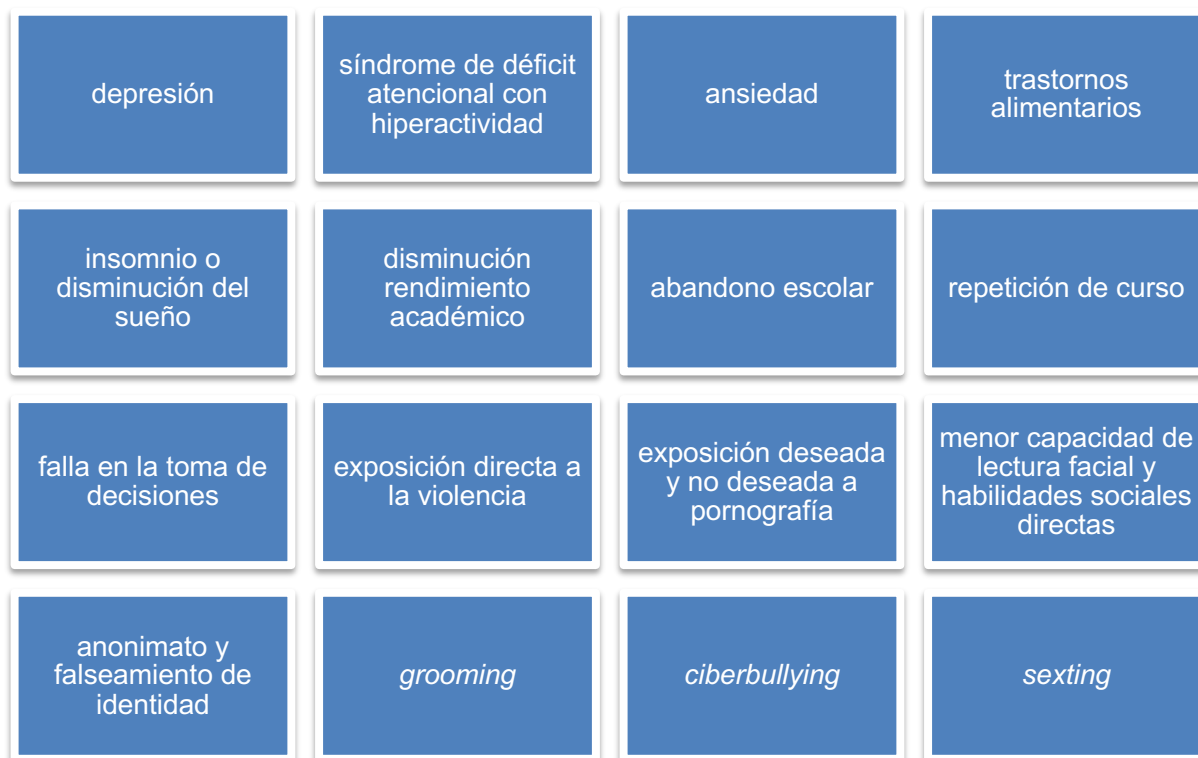 depresión
síndrome de déficit
atencional con
hiperactividad
ansiedad
trastornos
alimentarios
insomnio o
disminución del
sueño
disminución
rendimiento
académico
abandono escolar
repetición de curso
falla en la toma de
decisiones
exposición directa a
la violencia
exposición deseada
y no deseada a
pornografía
menor capacidad de
lectura facial y
habilidades sociales
directas
anonimato y
falseamiento de
identidad
grooming
ciberbullying
sexting